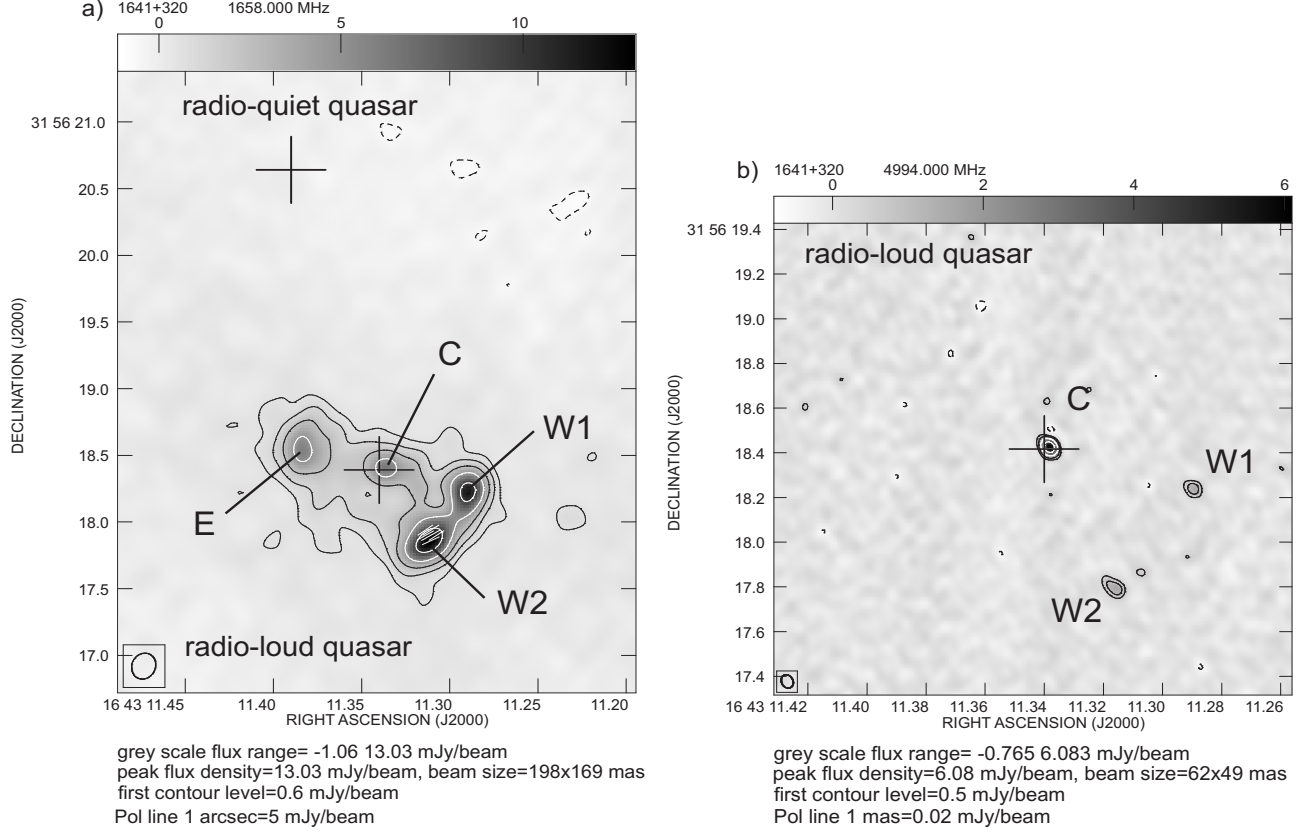 a) 1641+320 1658.000 MHz
0 5 10
radio-quiet quasar
31 56 21.0
20.5
20.0
19.5
19.0
18.5
18.0
17.5
17.0
DECLINATION (J2000)
C
W1
E
W2
radio-loud quasar
16 43 11.45 11.40 11.35 11.30 11.25 11.20
RIGHT ASCENSION (J2000)
grey scale flux range= -1.06 13.03 mJy/beam
peak flux density=13.03 mJy/beam, beam size=198x169 mas
first contour level=0.6 mJy/beam
Pol line 1 arcsec=5 mJy/beam
b) 1641+320 4994.000 MHz
0 2 4 6
radio-loud quasar
31 56 19.4
19.2
19.0
18.8
18.6
18.4
18.2
18.0
17.8
17.6
17.4
DECLINATION (J2000)
C
W1
W2
16 43 11.42 11.40 11.38 11.36 11.34 11.32 11.30 11.28 11.26
RIGHT ASCENSION (J2000)
grey scale flux range= -0.765 6.083 mJy/beam
peak flux density=6.08 mJy/beam, beam size=62x49 mas
first contour level=0.5 mJy/beam
Pol line 1 mas=0.02 mJy/beam